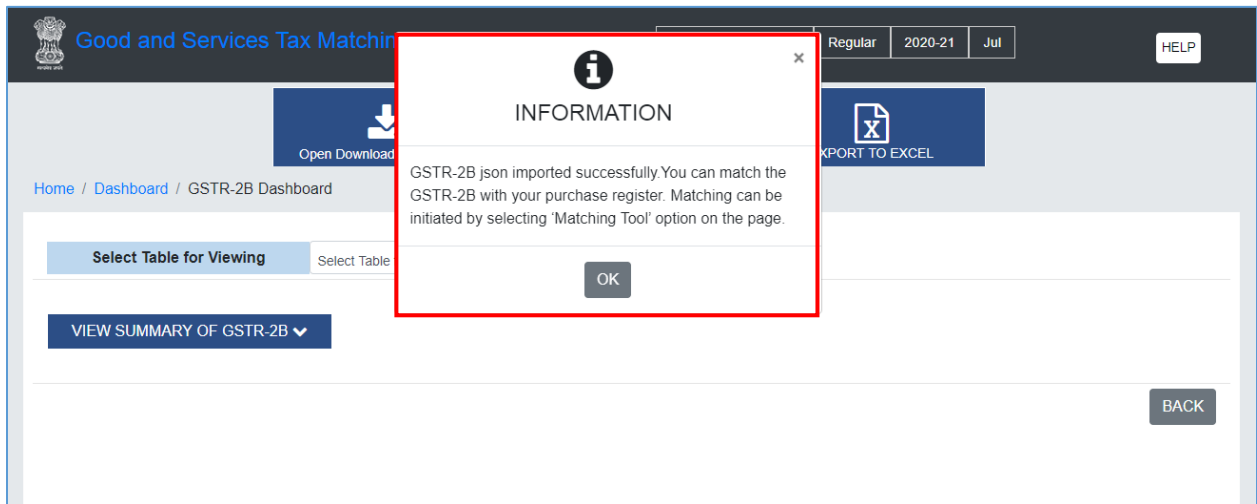 Good and Services Tax Matchin
Regular 2020-21 Jul
HELP
×
INFORMATION
Open Download
XPORT TO EXCEL
GSTR-2B json imported successfully.You can match the
GSTR-2B with your purchase register. Matching can be
initiated by selecting ‘Matching Tool’ option on the page.
OK
Home / Dashboard / GSTR-2B Dashboard
Select Table for Viewing
Select Table
VIEW SUMMARY OF GSTR-2B
BACK